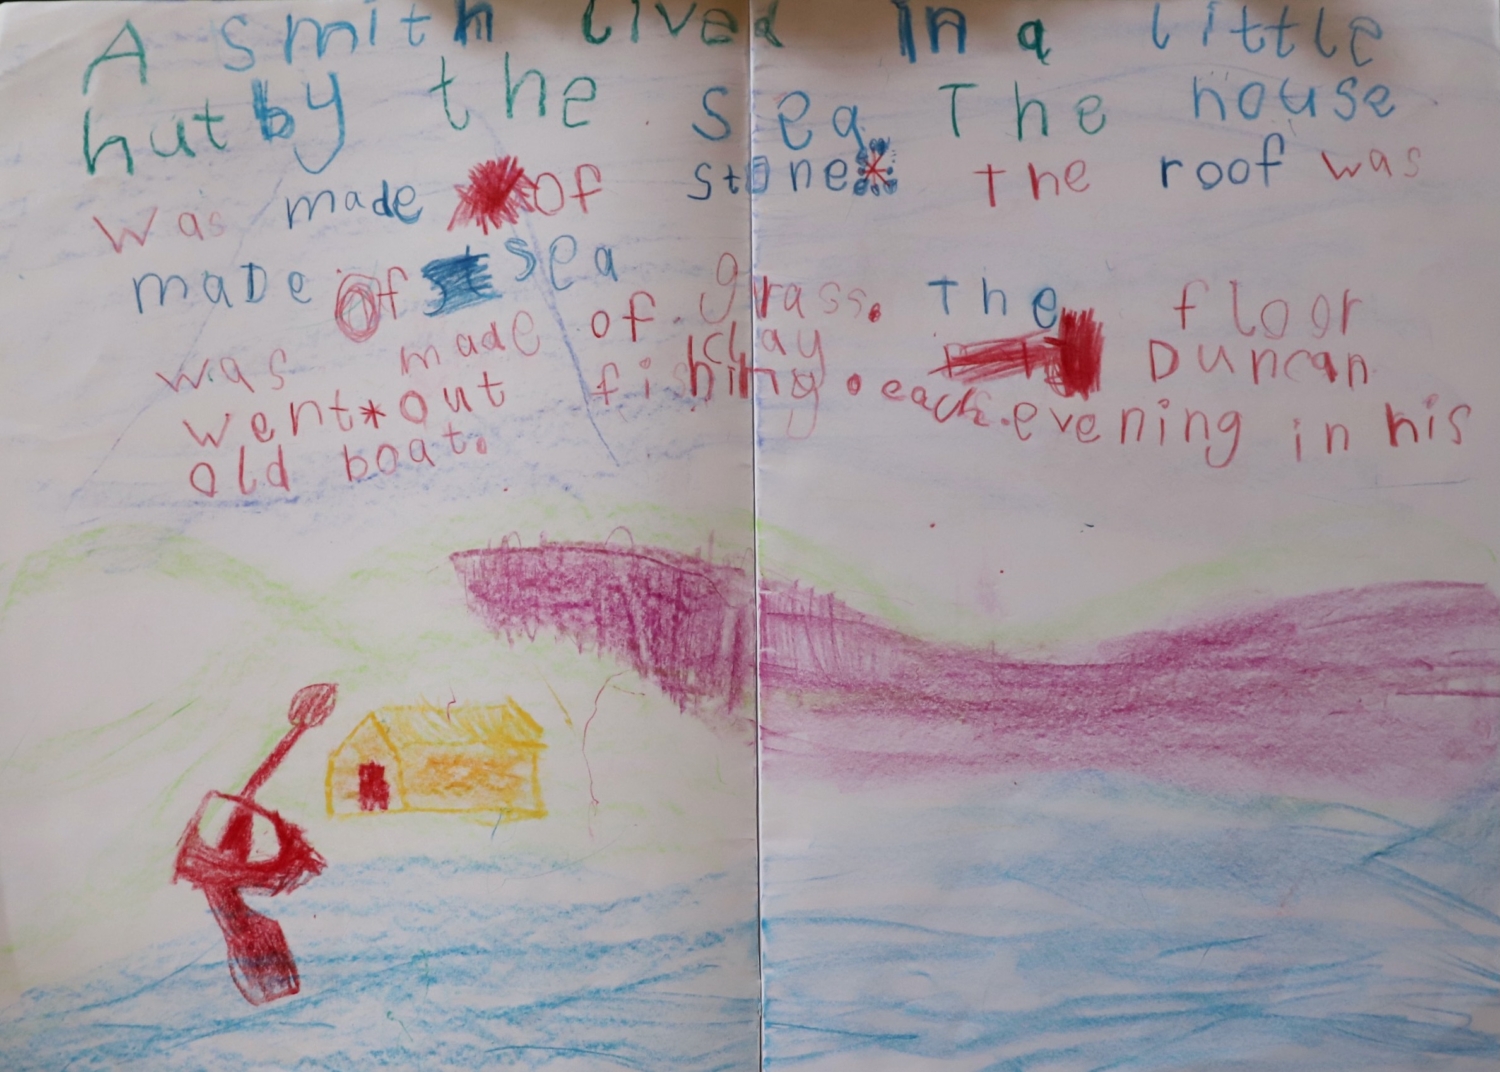 A smith lived in a little
hut by the sea. The house
was made of stone. The roof was
made of sea grass. The floor
was made of clay Duncan
went out fishing. each evening in his
old boat.